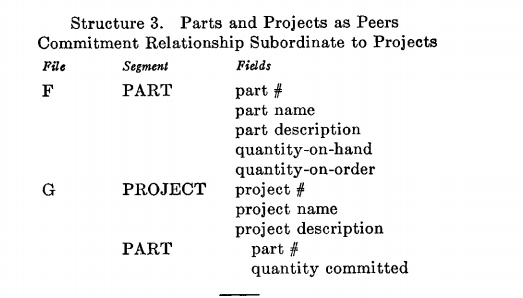 Structure 3. Parts and Projects as Peers
Commitment Relationship Subordinate to Projects
File Segment Fields
F PART part #
part name
part description
quantity-on-hand
quantity-on-order
G PROJECT project #
project name
project description
PART part #
quantity committed